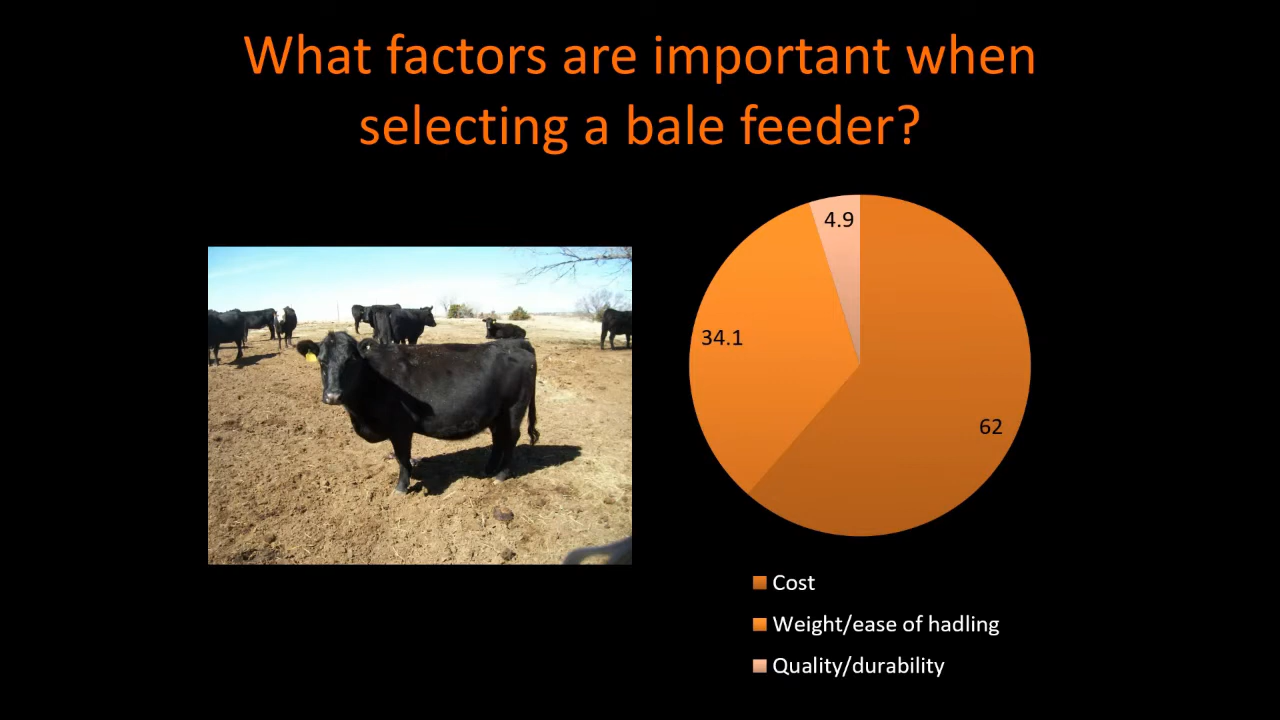 What factors are important when
selecting a bale feeder?
4.9
34.1
62
Cost
Weight/ease of hadling
Quality/durability